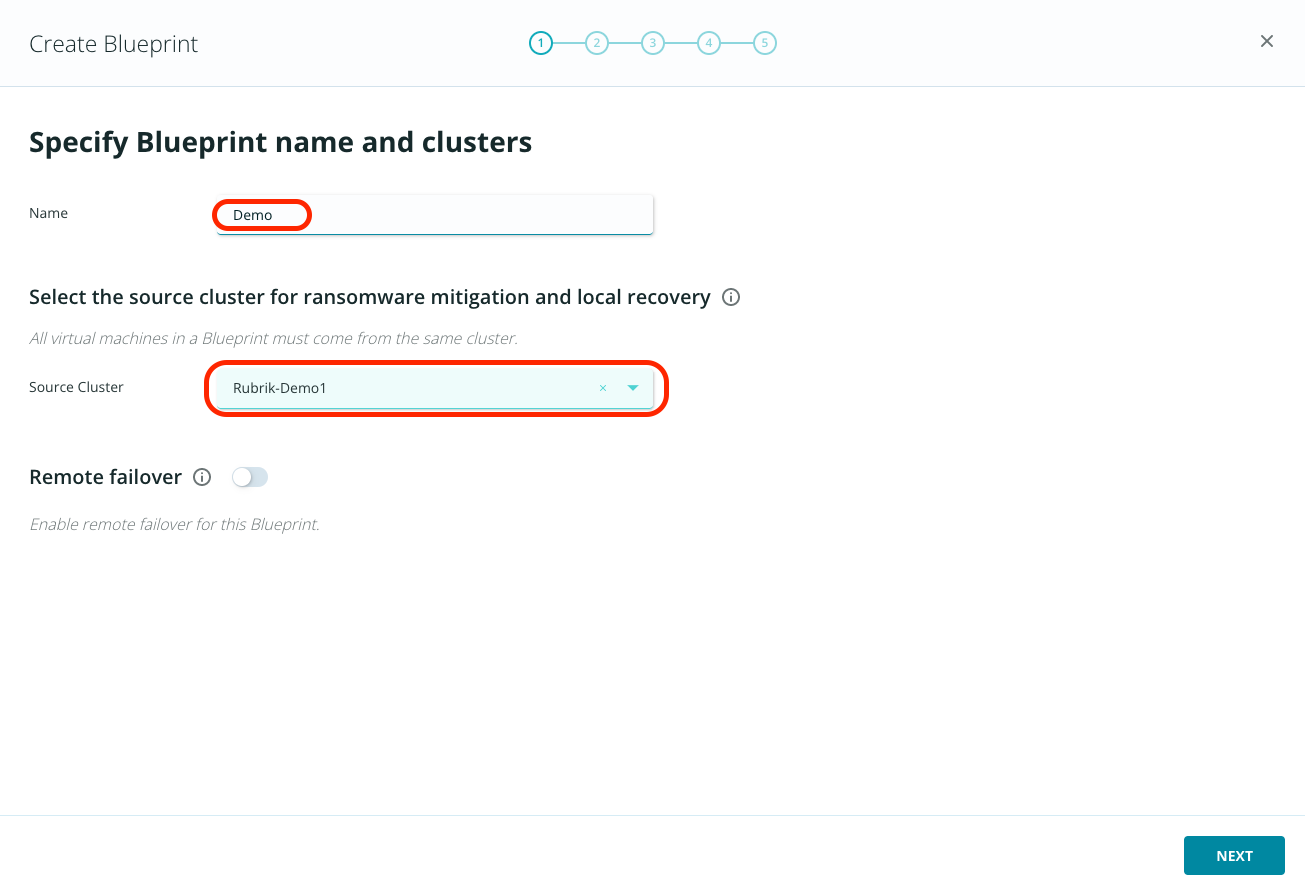 Create Blueprint
1 2 3 4 5
Specify Blueprint name and clusters
Name Demo
Select the source cluster for ransomware mitigation and local recovery
All virtual machines in a Blueprint must come from the same cluster.
Source Cluster Rubrik-Demo1
Remote failover
Enable remote failover for this Blueprint.
NEXT